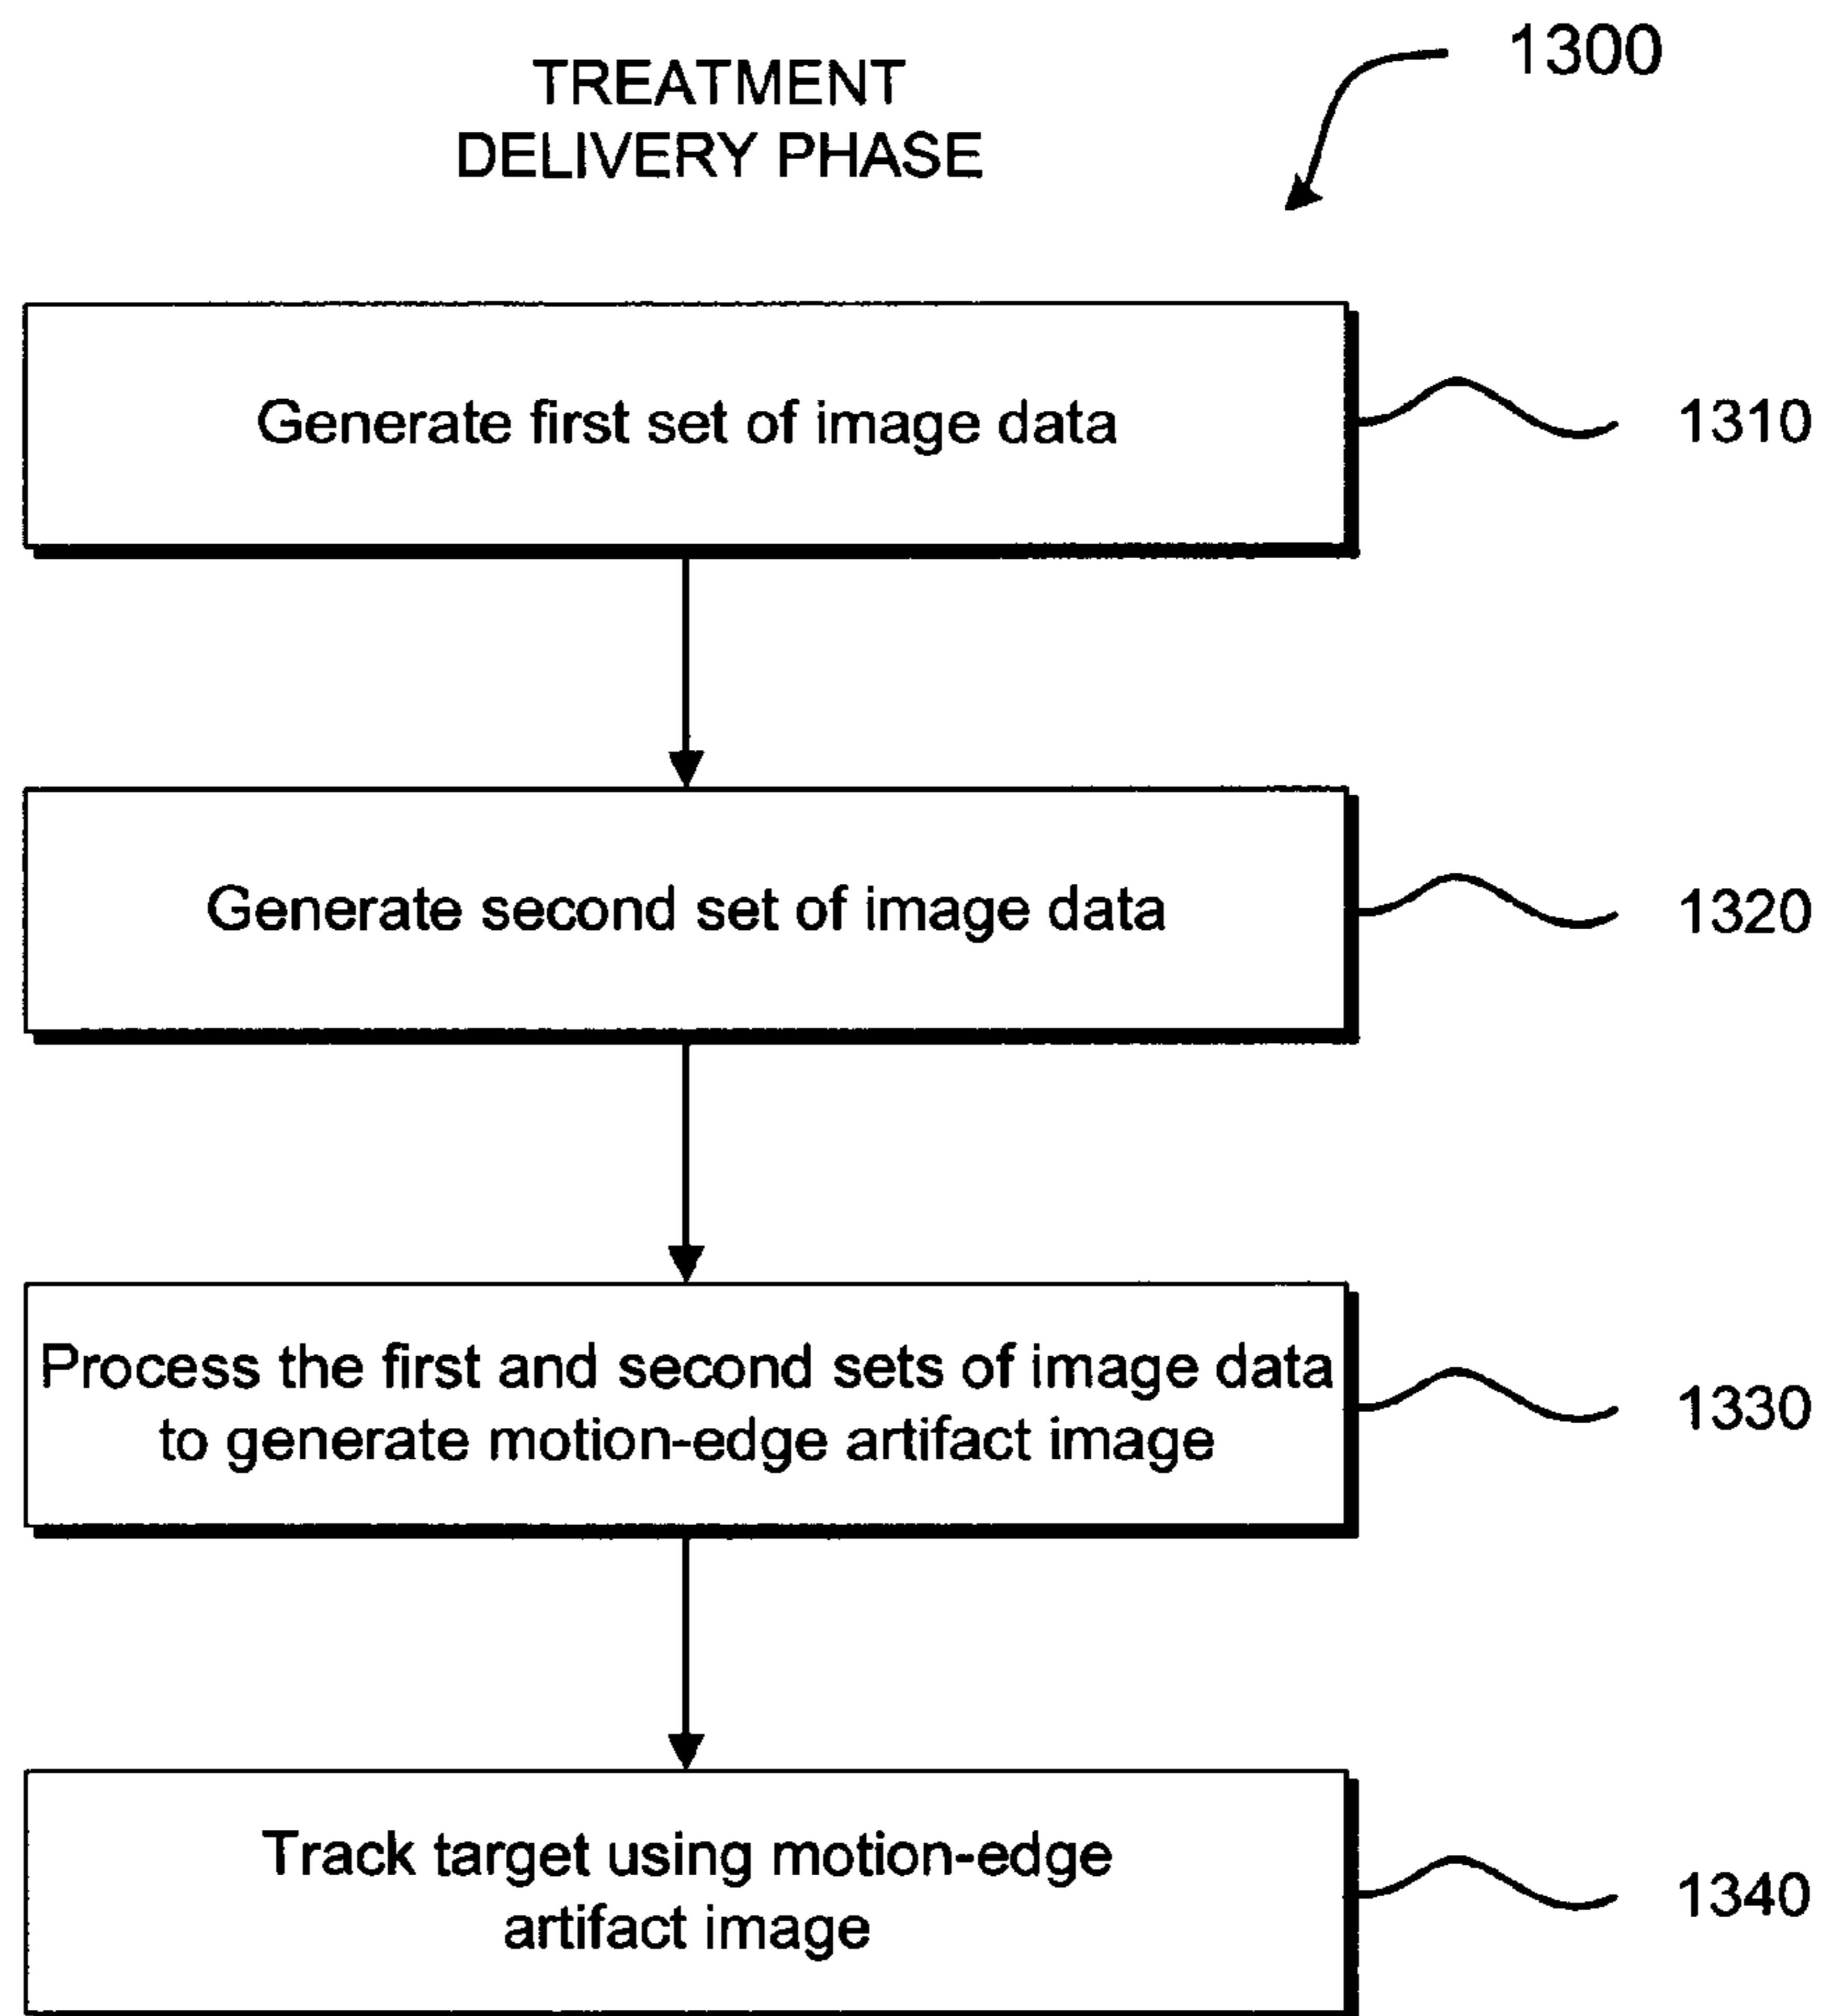 1300
TREATMENT
DELIVERY PHASE
Generate first set of image data
1310
Generate second set of image data
1320
Process the first and second sets of image data
to generate motion-edge artifact image
1330
Track target using motion-edge
artifact image
1340